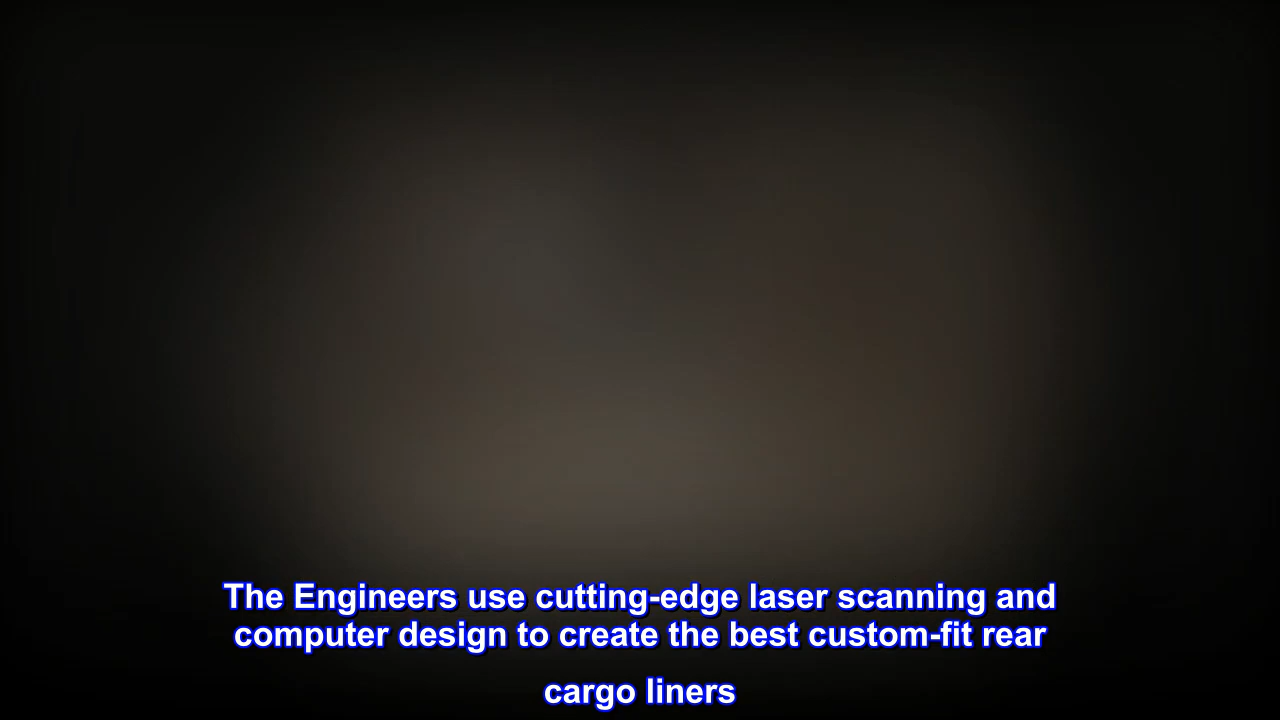 The Engineers use cutting-edge laser scanning and
computer design to create the best custom-fit rear
cargo liners